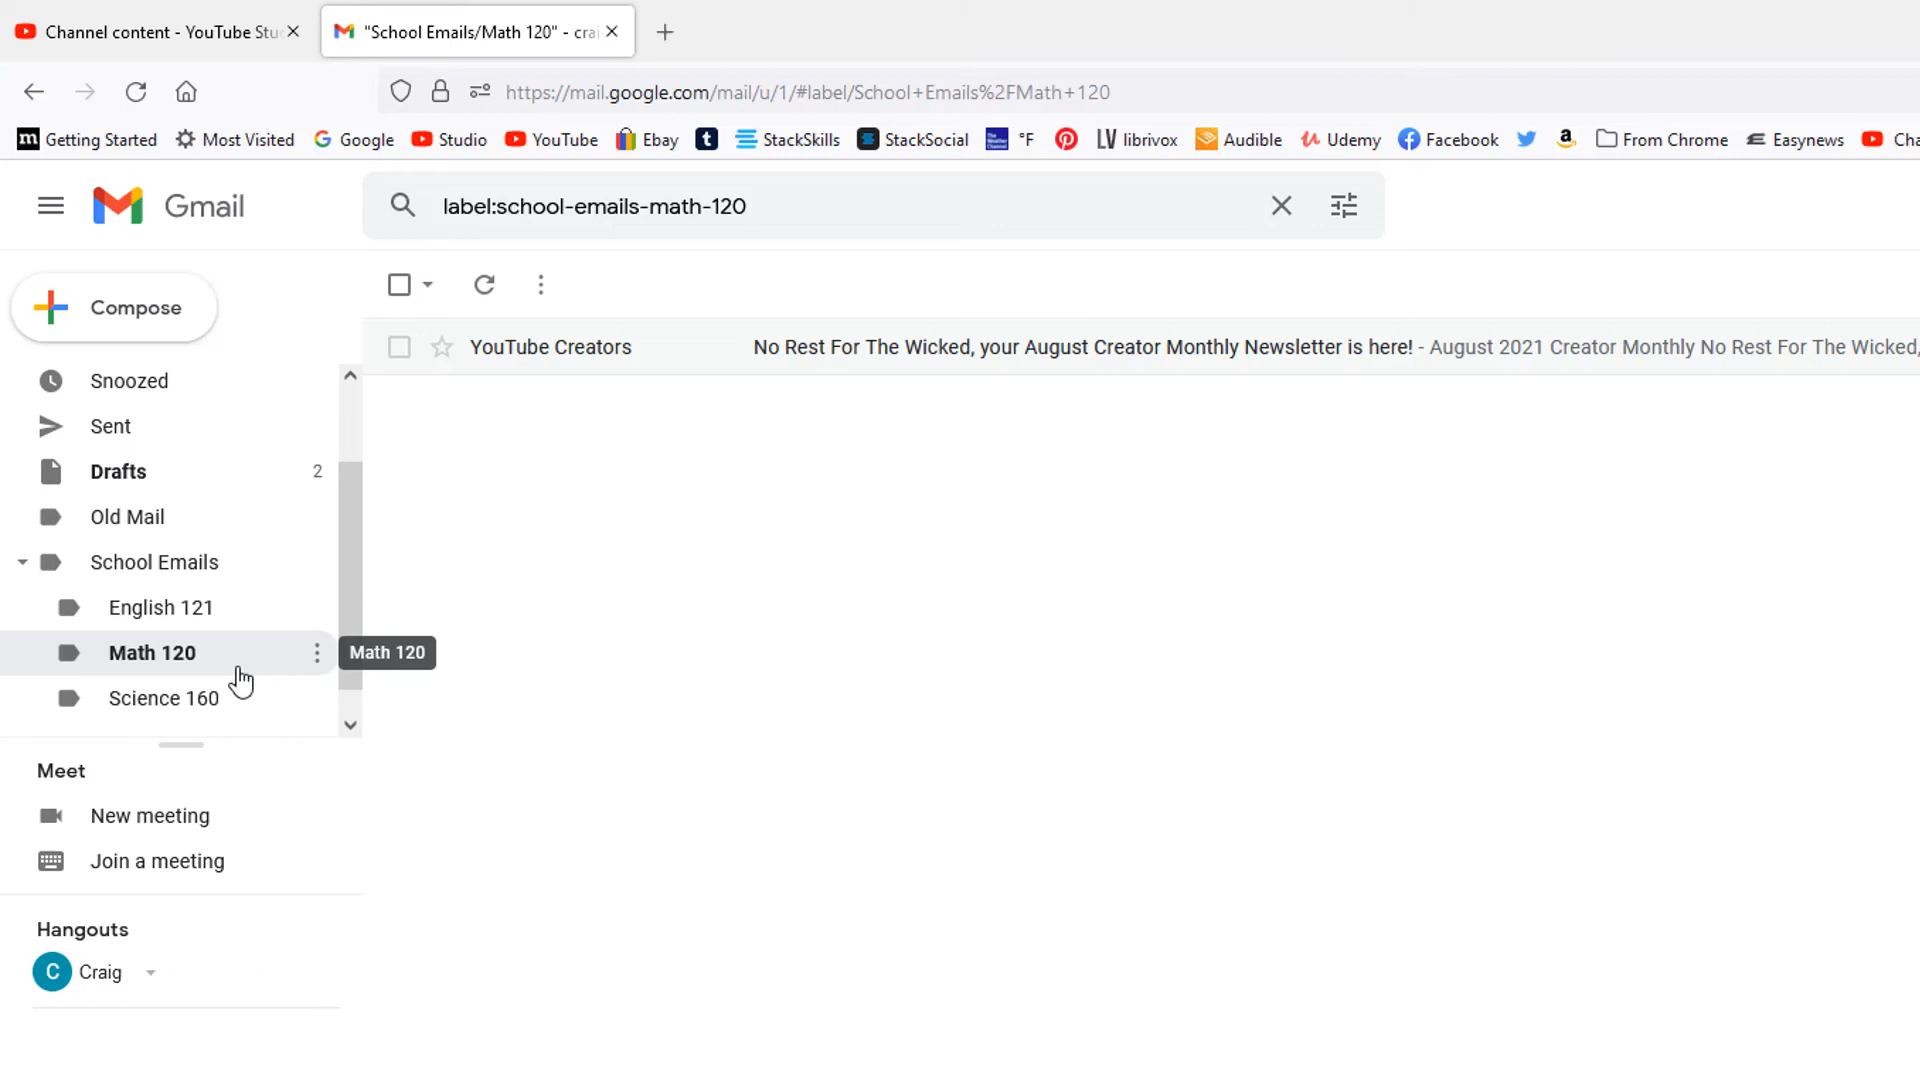 Channel content - YouTube Stu
"School Emails/Math 120" - crai
https://mail.google.com/mail/u/1/#label/School+Emails%2FMath+120
m Getting Started Most Visited Google Studio YouTube Ebay t StackSkills StackSocial °F LV librivox Audible Udemy Facebook From Chrome Easynews Cha
Gmail
label:school-emails-math-120
Compose
YouTube Creators No Rest For The Wicked, your August Creator Monthly Newsletter is here! - August 2021 Creator Monthly No Rest For The Wicked,
Snoozed
Sent
Drafts 2
Old Mail
School Emails
English 121
Math 120
Math 120
Science 160
Meet
New meeting
Join a meeting
Hangouts
C Craig